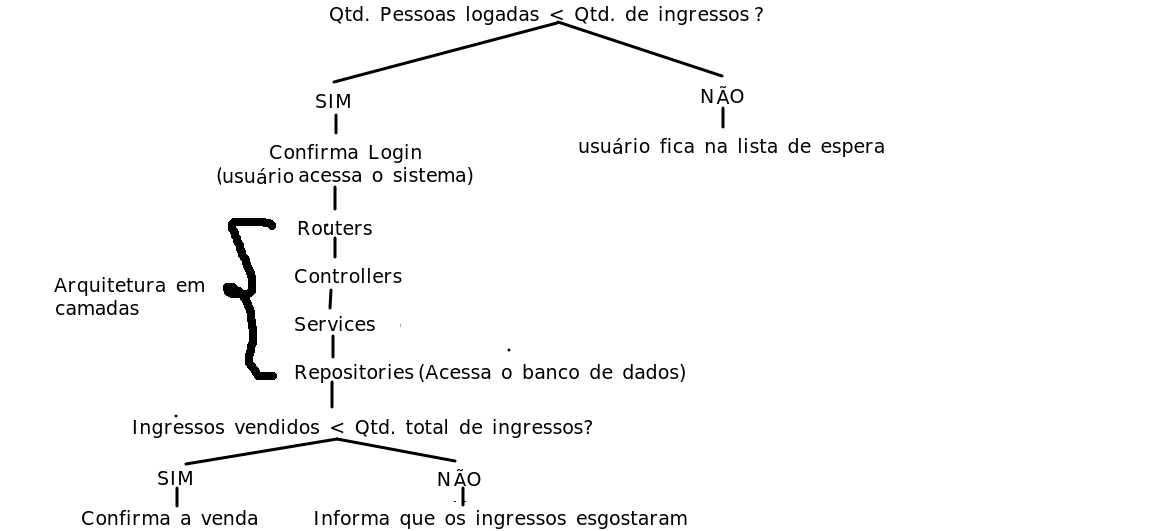 Qtd. Pessoas logadas < Qtd. de ingressos?
SIM
NÃO
Confirma Login
(usuário acessa o sistema)
usuário fica na lista de espera
Routers
Controllers
Arquitetura em
camadas
Services
Repositories (Acessa o banco de dados)
Ingressos vendidos < Qtd. total de ingressos?
SIM
NÃO
Confirma a venda
Informa que os ingressos esgostaram